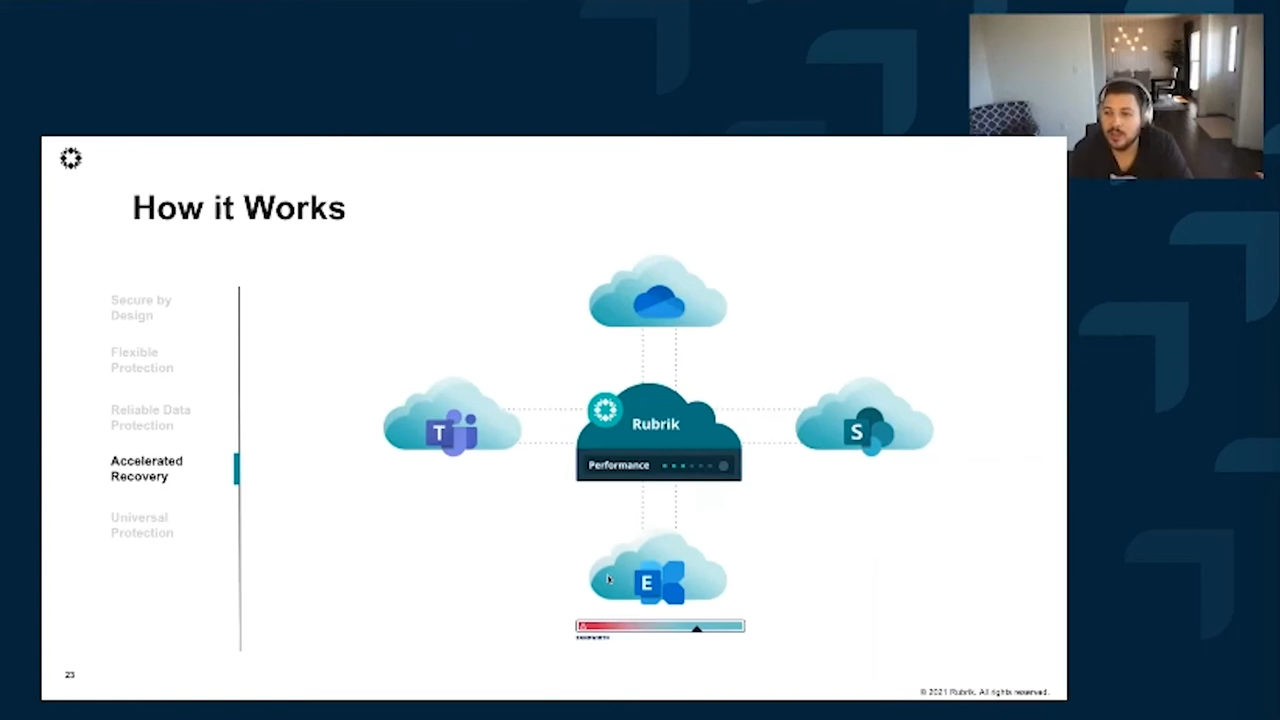 How it Works
Secure by
Design
Flexible
Protection
Reliable Data
Protection
Accelerated
Recovery
Universal
Protection
T
Rubrik
Performance
S
E
BANDWIDTH
23
© 2021 Rubrik. All rights reserved.